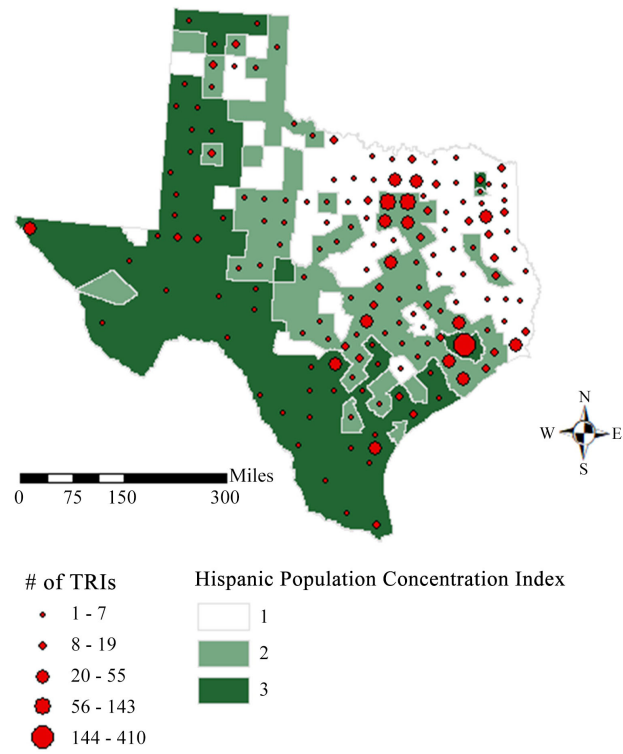 N
W E
S
Miles
0 75 150 300
# of TRIs
1 - 7
8 - 19
20 - 55
56 - 143
144 - 410
Hispanic Population Concentration Index
1
2
3